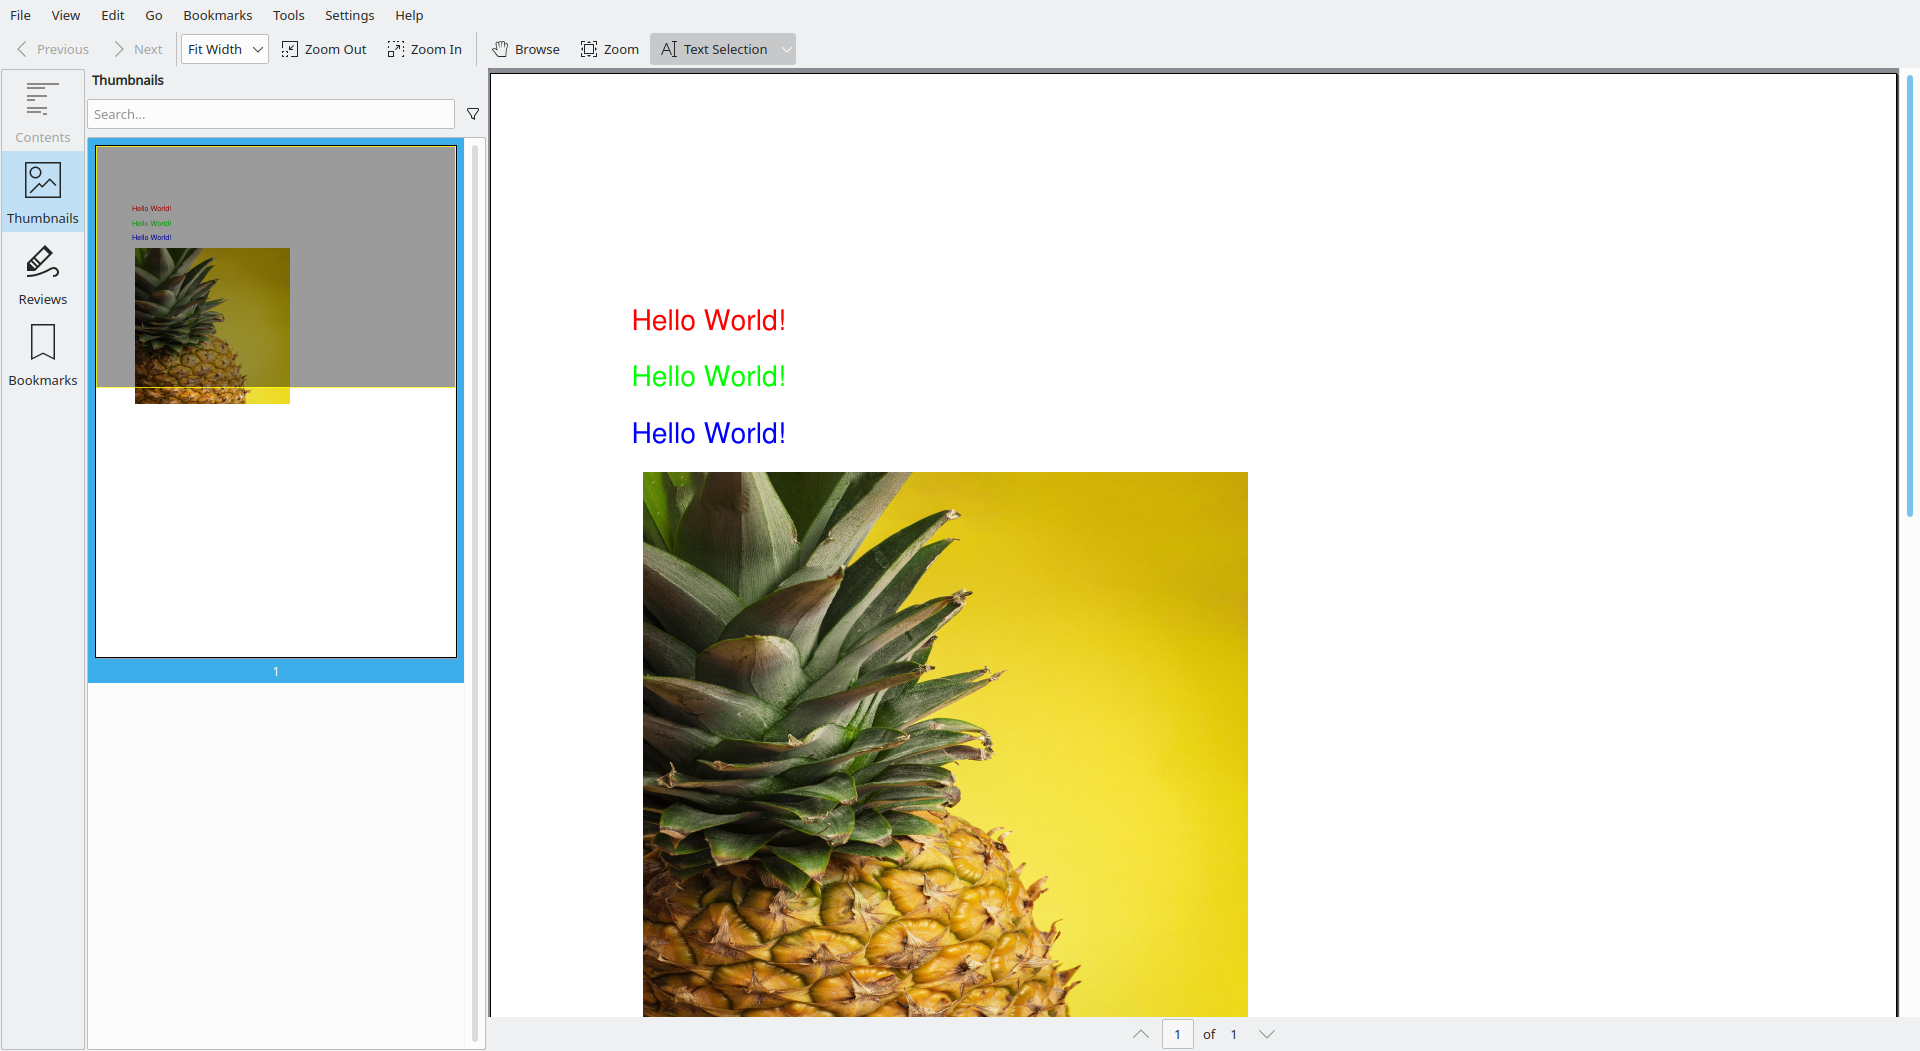 File View Edit Go Bookmarks Tools Settings Help
Previous Next Fit Width Zoom Out Zoom In Browse Zoom Text Selection
Contents
Thumbnails
Reviews
Bookmarks
Thumbnails
Search...
Hello World!
Hello World!
Hello World!
1
Hello World!
Hello World!
Hello World!
1 of 1